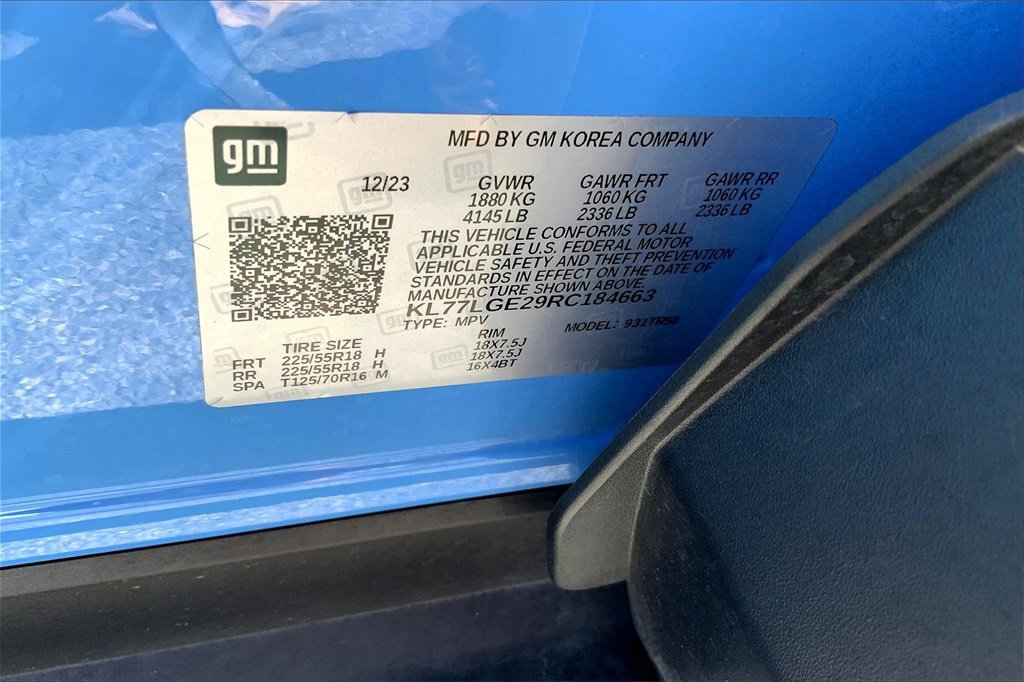 gm
MFD BY GM KOREA COMPANY
12/23 GVWR GAWR FRT GAWR RR
1880 KG 1060 KG 1060 KG
4145 LB 2336 LB 2336 LB
THIS VEHICLE CONFORMS TO ALL
APPLICABLE U.S. FEDERAL MOTOR
VEHICLE SAFETY AND THEFT PREVENTION
STANDARDS IN EFFECT ON THE DATE OF
MANUFACTURE SHOWN ABOVE.
KL77LGE29RC184663
TYPE: MPV MODEL: 931TR58
TIRE SIZE RIM
FRT 225/55R18 H 18X7.5J
RR 225/55R18 H 18X7.5J
SPA T125/70R16 M 16X4BT